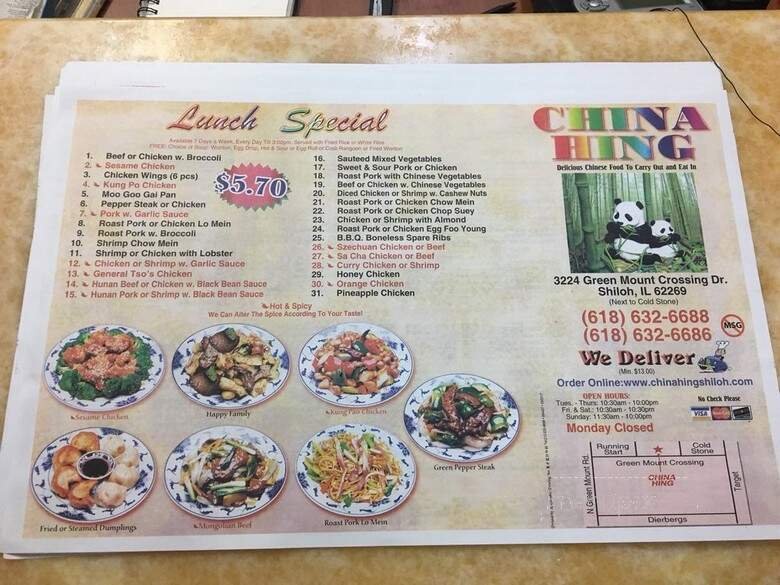 Lunch Special
Available 7 Days a Week, Every Day Till 3:00pm. Served with Fried Rice or White Rice
FREE: Choice of Soup: Wonton, Egg Drop, Hot & Sour or Egg Roll or Crab Rangoon or Fried Wonton
$5.70
1. Beef or Chicken w. Broccoli
2. Sesame Chicken
3. Chicken Wings (6 pcs)
4. Kung Po Chicken
5. Moo Goo Gai Pan
6. Pepper Steak or Chicken
7. Pork w. Garlic Sauce
8. Roast Pork or Chicken Lo Mein
9. Roast Pork w. Broccoli
10. Shrimp Chow Mein
11. Shrimp or Chicken with Lobster
12. Chicken or Shrimp w. Garlic Sauce
13. General Tso's Chicken
14. Hunan Beef or Chicken w. Black Bean Sauce
15. Hunan Pork or Shrimp w. Black Bean Sauce
16. Sauteed Mixed Vegetables
17. Sweet & Sour Pork or Chicken
18. Roast Pork with Chinese Vegetables
19. Beef or Chicken w. Chinese Vegetables
20. Diced Chicken or Shrimp w. Cashew Nuts
21. Roast Pork or Chicken Chow Mein
22. Roast Pork or Chicken Chop Suey
23. Chicken or Shrimp with Almond
24. Roast Pork or Chicken Egg Foo Young
25. B.B.Q. Boneless Spare Ribs
26. Szechuan Chicken or Beef
27. Sa Cha Chicken or Beef
28. Curry Chicken or Shrimp
29. Honey Chicken
30. Orange Chicken
31. Pineapple Chicken
Hot & Spicy
We Can Alter The Spice According To Your Taste!
Sesame Chicken
Happy Family
Kung Pao Chicken
Green Pepper Steak
Fried or Steamed Dumplings
Mongolian Beef
Roast Pork Lo Mein
CHINA
HING
Delicious Chinese Food To Carry Out and Eat In
3224 Green Mount Crossing Dr.
Shiloh, IL 62269
(Next to Cold Stone)
(618) 632-6688
(618) 632-6686
MSG
We Deliver
(Min. $13.00)
Order Online:www.chinahingshiloh.com
OPEN HOURS:
Tues. - Thurs: 10:30am - 10:00pm
Fri. & Sat.: 10:30am - 10:30pm
Sunday: 11:30am - 10:00pm
Monday Closed
No Check Please
VISA
Running
Start
Cold
Stone
Green Mount Crossing
N Green Mount Rd.
CHINA
HING
Target
Dierbergs